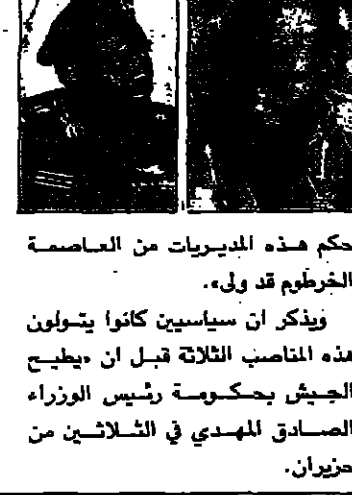 حكم هذه المديريات من العاصمة
الخرطوم قد ولى».
ويذكر ان سياسيين كانوا يتولون
هذه المناصب الثلاثة قبل ان «يطيح
الجيش بحكومة رئيس الوزراء
الصادق المهدي في الثلاثين من
حزيران.